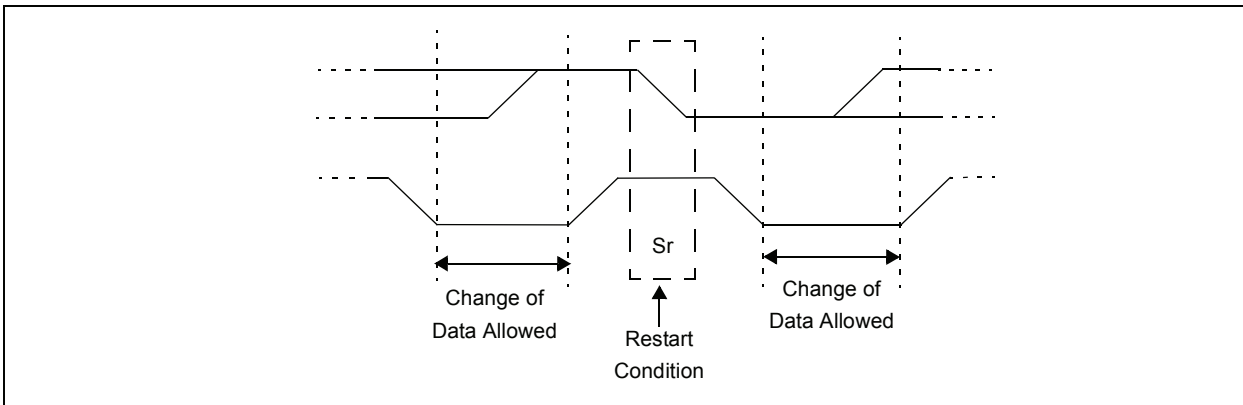 Sr
Change of
Data Allowed
Restart
Condition
Change of
Data Allowed